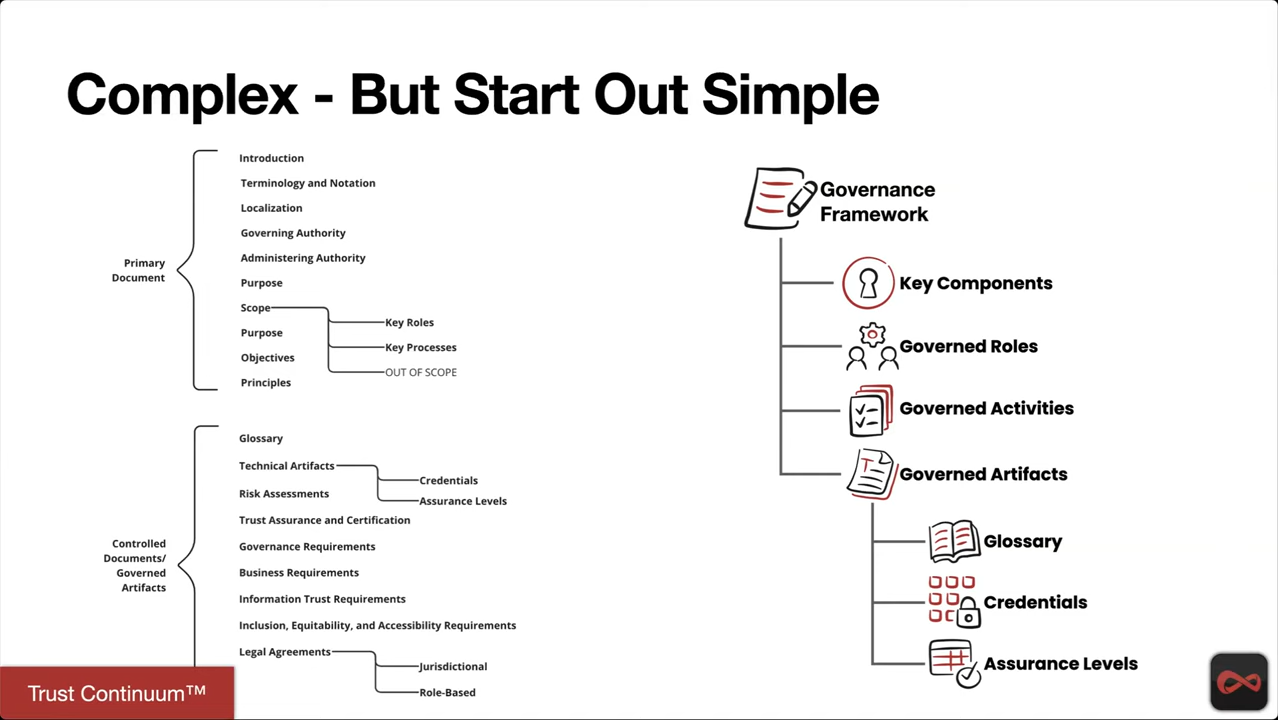 Complex - But Start Out Simple
Primary
Document
Introduction
Terminology and Notation
Localization
Governing Authority
Administering Authority
Purpose
Scope
Key Roles
Key Processes
OUT OF SCOPE
Purpose
Objectives
Principles
Controlled
Documents/
Governed
Artifacts
Glossary
Technical Artifacts
Credentials
Assurance Levels
Risk Assessments
Trust Assurance and Certification
Governance Requirements
Business Requirements
Information Trust Requirements
Inclusion, Equitability, and Accessibility Requirements
Legal Agreements
Jurisdictional
Role-Based
Governance
Framework
Key Components
Governed Roles
Governed Activities
Governed Artifacts
Glossary
Credentials
Assurance Levels
Trust Continuum™